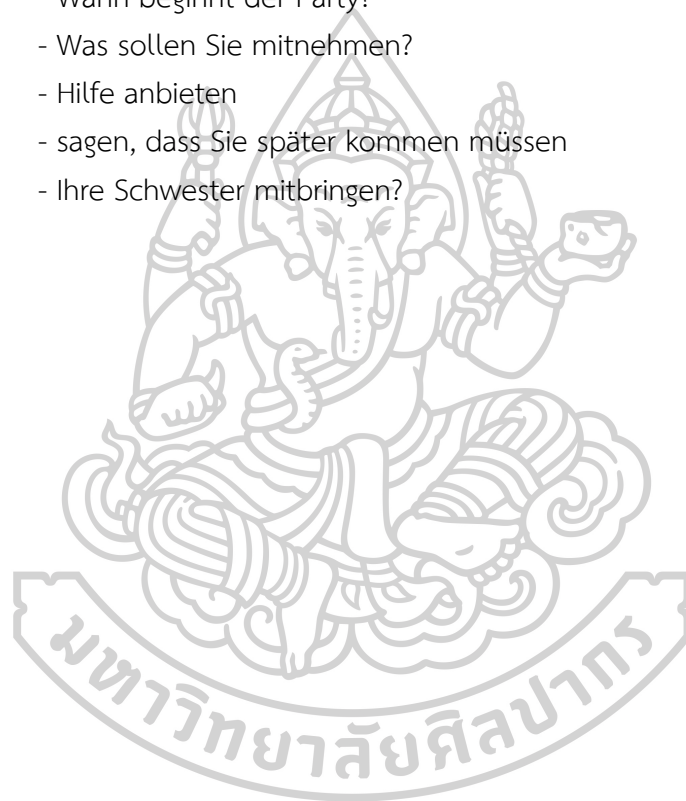 - Wann beginnt der Party?
- Was sollen Sie mitnehmen?
- Hilfe anbieten
- sagen, dass Sie später kommen müssen
- Ihre Schwester mitbringen?
มหาวิทยาลัยศิลปากร